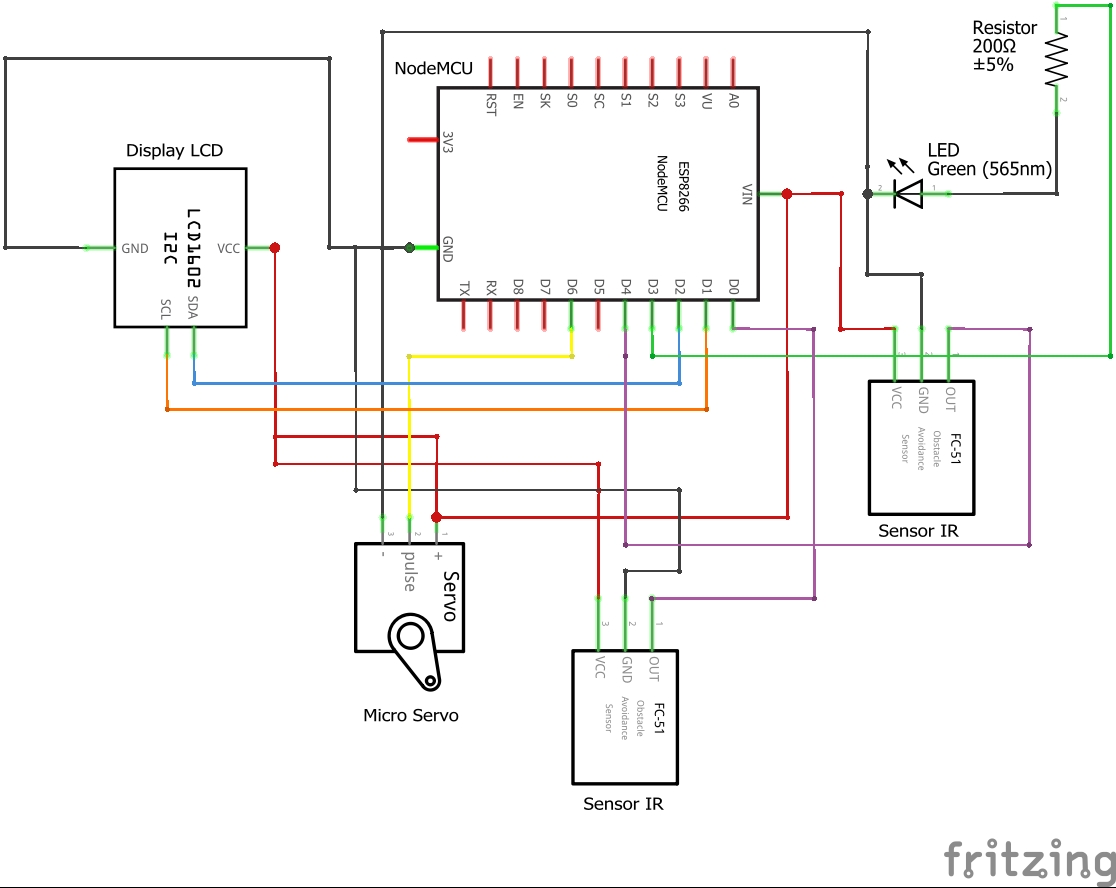 Resistor
200Ω
±5%
1
2
NodeMCU
RST
EN
SK
S0
SC
S1
S2
S3
VU
A0
3V3
GND
VIN
ESP8266
NodeMCU
TX
RX
D8
D7
D6
D5
D4
D3
D2
D1
D0
Display LCD
LCD1602
I2C
GND
VCC
SCL
SDA
LED
Green (565nm)
2
1
3
2
1
VCC
GND
OUT
FC-51
Obstacle
Avoidance
Sensor
Sensor IR
3
2
1
-
pulse
+
Servo
Micro Servo
3
2
1
VCC
GND
OUT
FC-51
Obstacle
Avoidance
Sensor
Sensor IR
fritzing